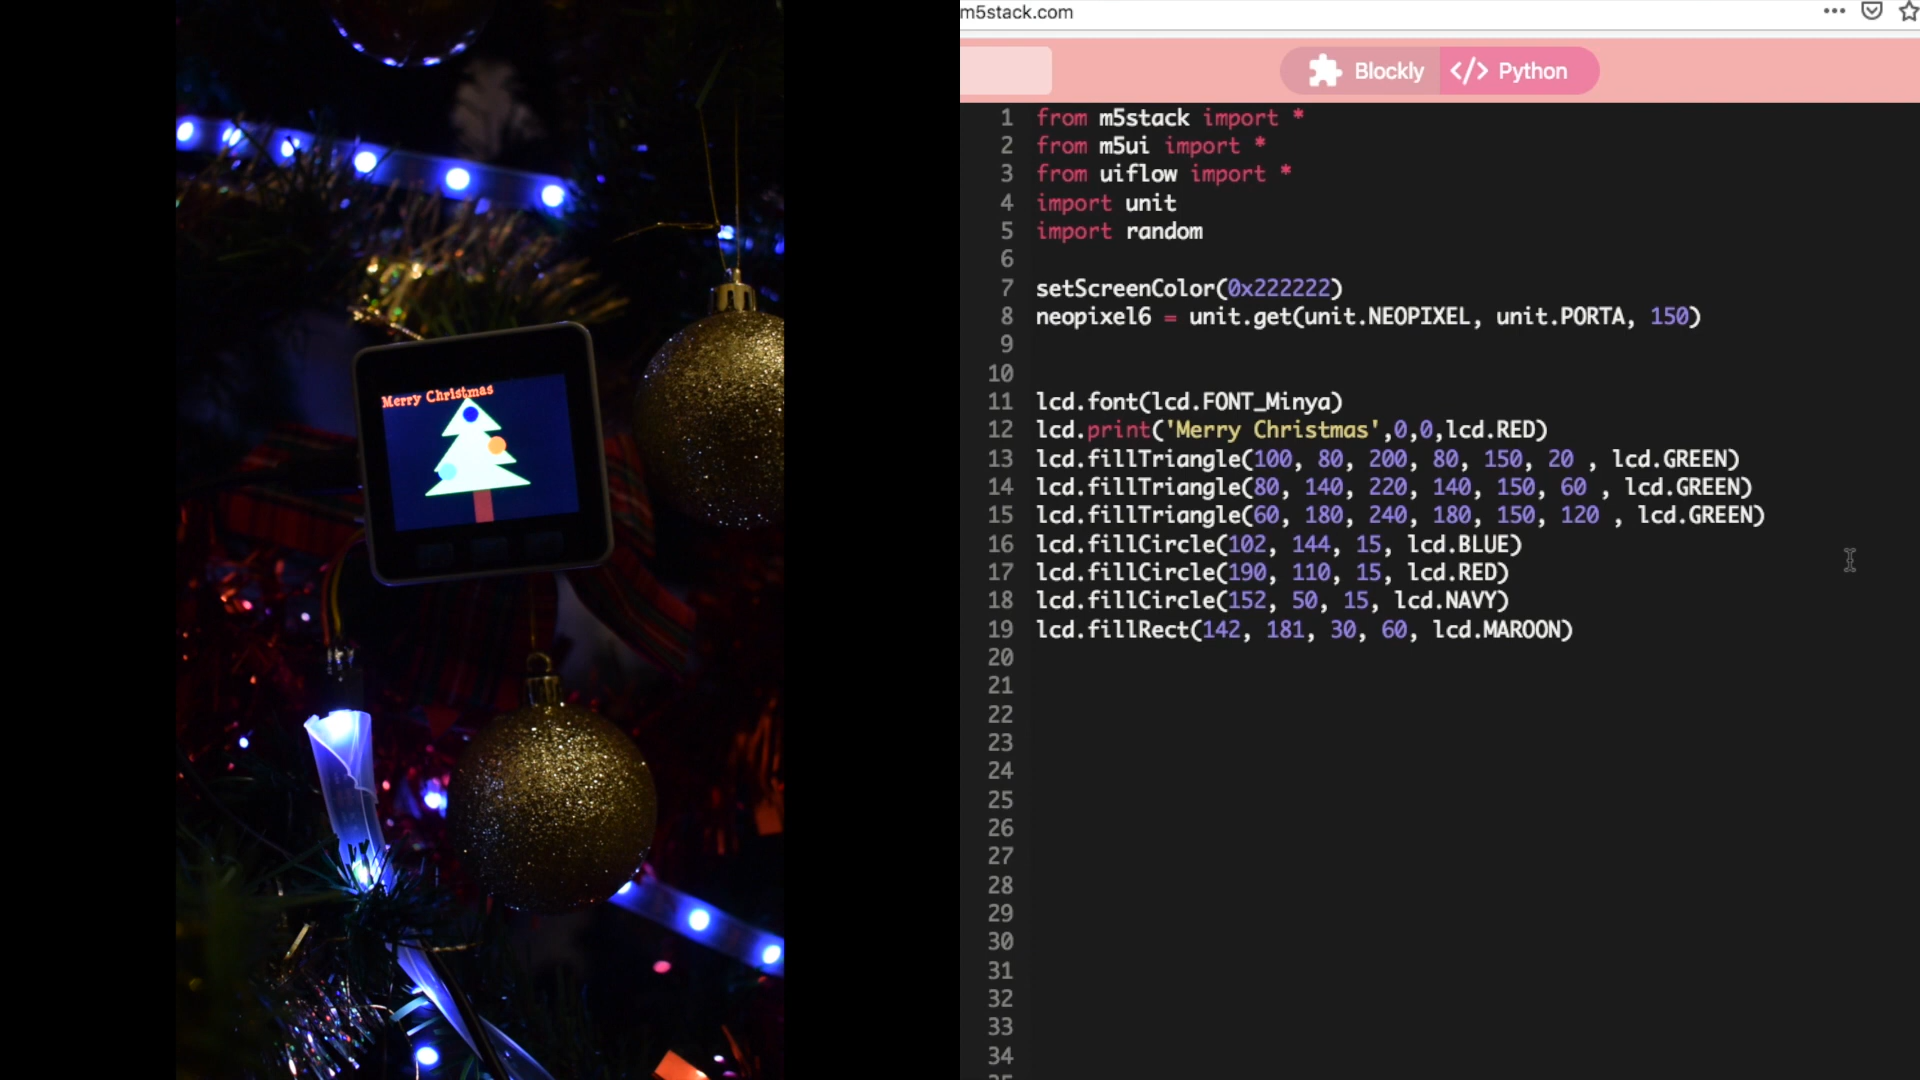 Merry Christmas
m5stack.com
Blockly
</> Python
1 from m5stack import *
2 from m5ui import *
3 from uiflow import *
4 import unit
5 import random
6
7 setScreenColor(0x222222)
8 neopixel6 = unit.get(unit.NEOPIXEL, unit.PORTA, 150)
9
10
11 lcd.font(lcd.FONT_Minya)
12 lcd.print('Merry Christmas',0,0,lcd.RED)
13 lcd.fillTriangle(100, 80, 200, 80, 150, 20 , lcd.GREEN)
14 lcd.fillTriangle(80, 140, 220, 140, 150, 60 , lcd.GREEN)
15 lcd.fillTriangle(60, 180, 240, 180, 150, 120 , lcd.GREEN)
16 lcd.fillCircle(102, 144, 15, lcd.BLUE)
17 lcd.fillCircle(190, 110, 15, lcd.RED)
18 lcd.fillCircle(152, 50, 15, lcd.NAVY)
19 lcd.fillRect(142, 181, 30, 60, lcd.MAROON)
20
21
22
23
24
25
26
27
28
29
30
31
32
33
34